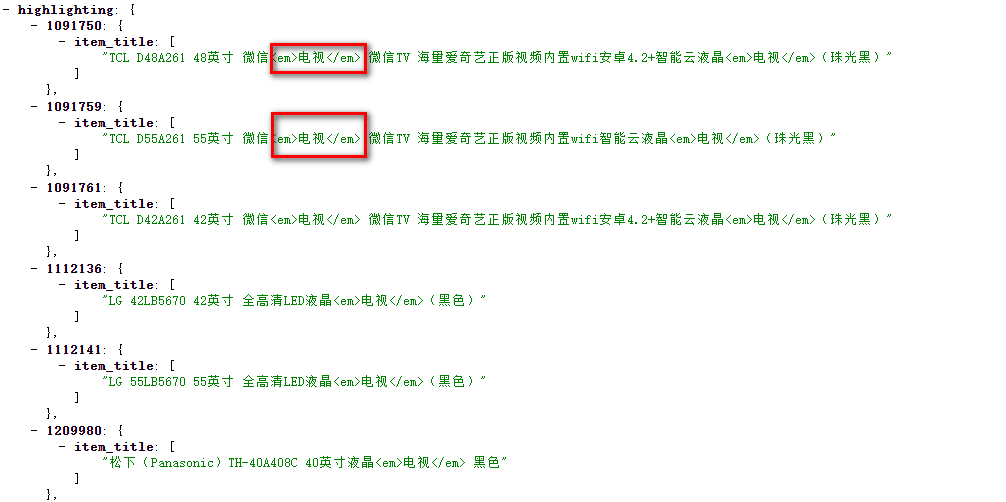 - highlighting: {
- 1091750: {
- item_title: [
"TCL D48A261 48英寸 微信<em>电视</em> 微信TV 海量爱奇艺正版视频内置wifi安卓4.2+智能云液晶<em>电视</em>（珠光黑）"
]
},
- 1091759: {
- item_title: [
"TCL D55A261 55英寸 微信<em>电视</em> 微信TV 海量爱奇艺正版视频内置wifi智能云液晶<em>电视</em>（珠光黑）"
]
},
- 1091761: {
- item_title: [
"TCL D42A261 42英寸 微信<em>电视</em> 微信TV 海量爱奇艺正版视频内置wifi安卓4.2+智能云液晶<em>电视</em>（珠光黑）"
]
},
- 1112136: {
- item_title: [
"LG 42LB5670 42英寸 全高清LED液晶<em>电视</em>（黑色）"
]
},
- 1112141: {
- item_title: [
"LG 55LB5670 55英寸 全高清LED液晶<em>电视</em>（黑色）"
]
},
- 1209980: {
- item_title: [
"松下（Panasonic）TH-40A408C 40英寸液晶<em>电视</em> 黑色"
]
},